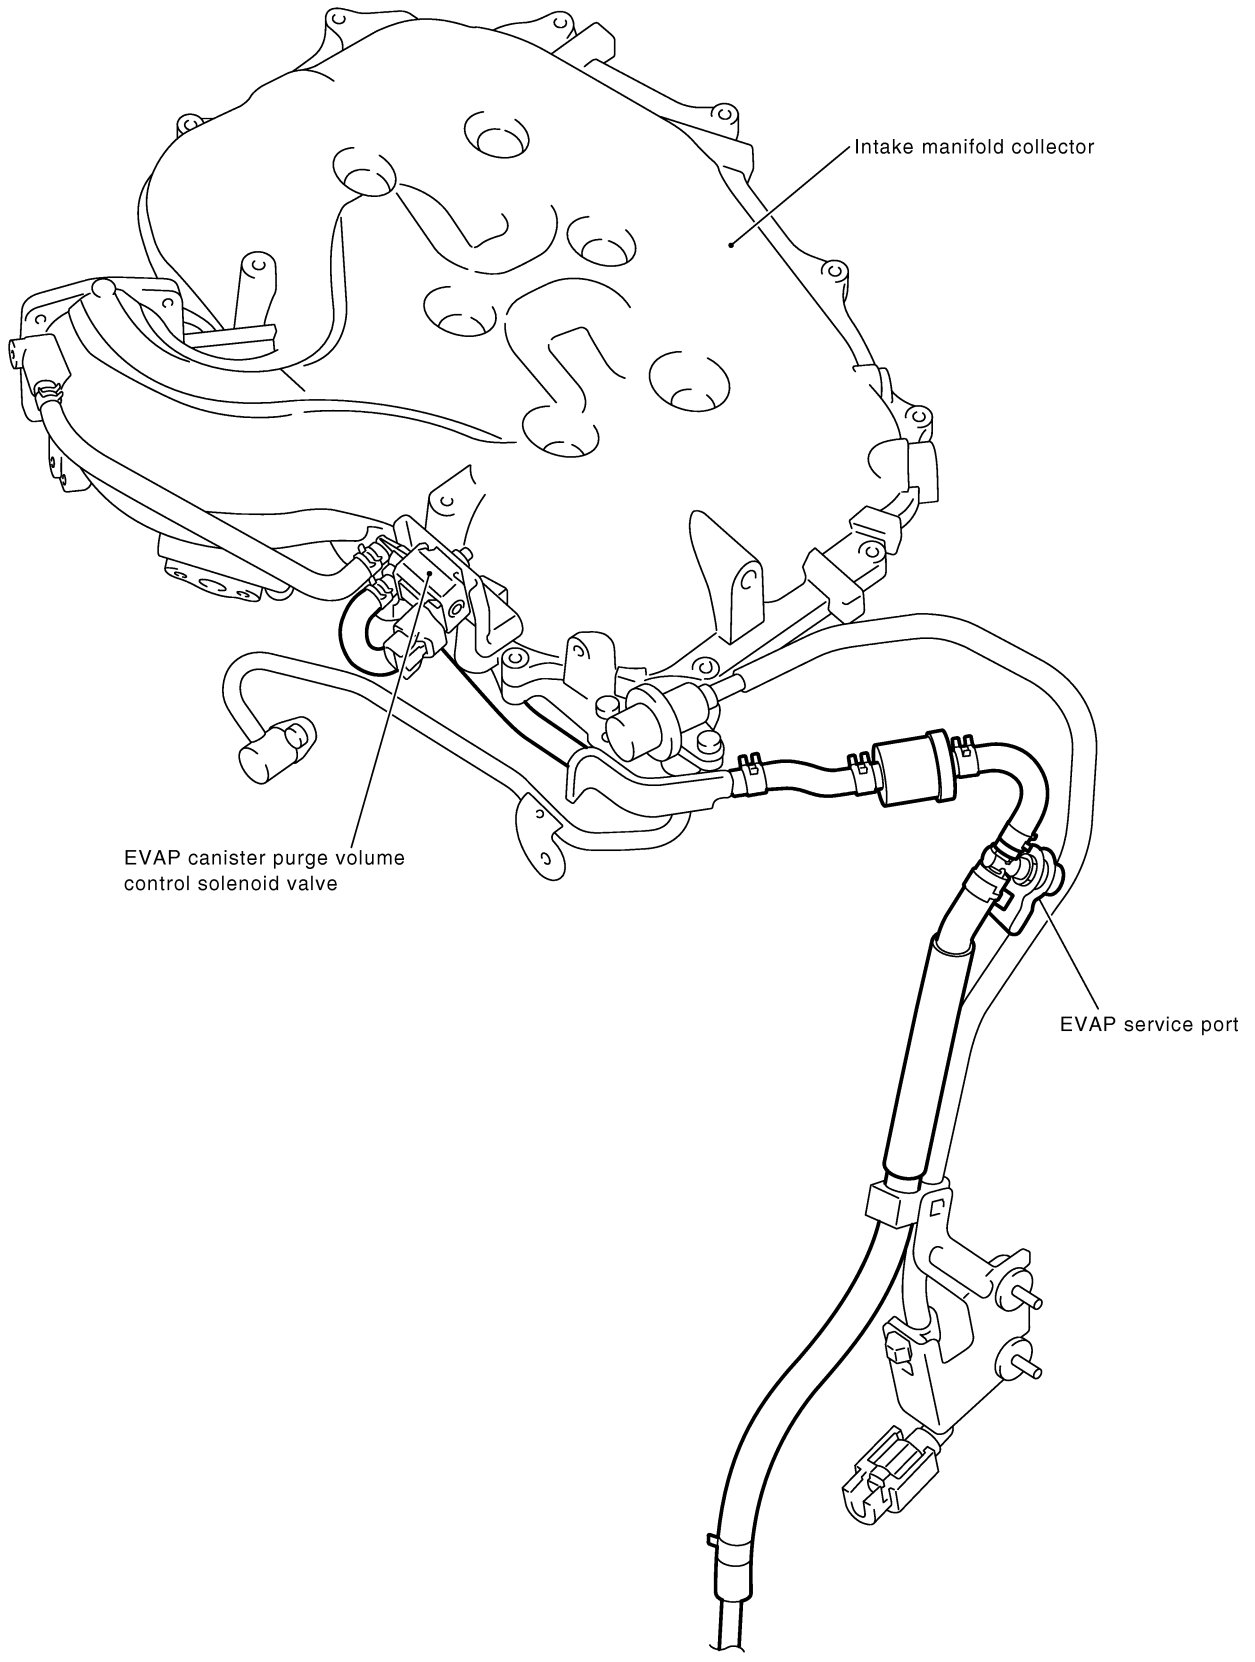 Intake manifold collector
EVAP canister purge volume
control solenoid valve
EVAP service port